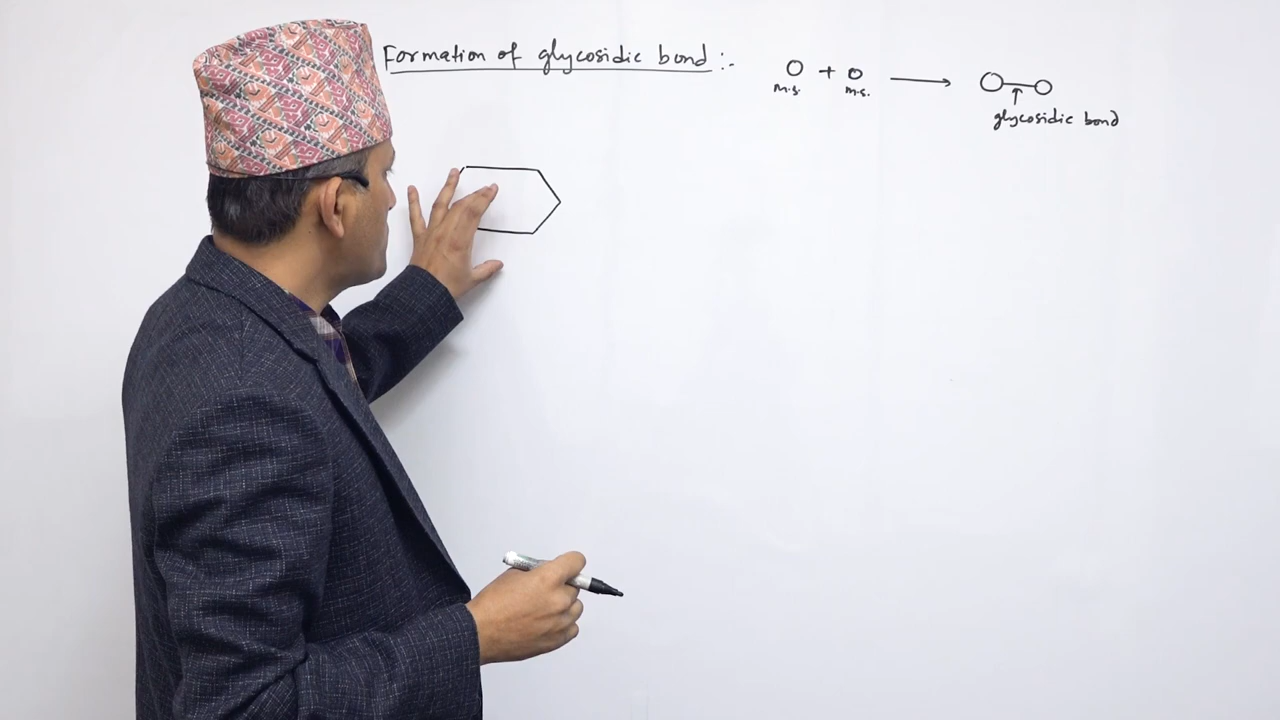 Formation of glycosidic bond :-
O + O ⟶ O—O
m.s. m.s.
glycosidic bond